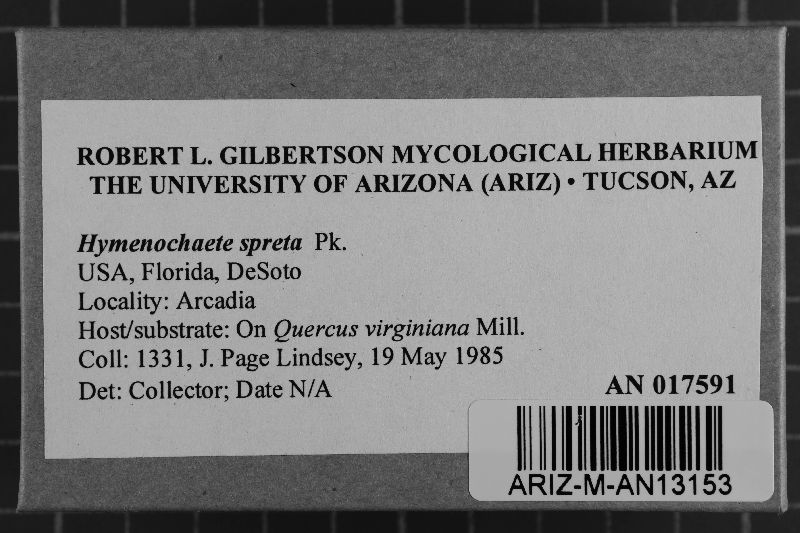 ROBERT L. GILBERTSON MYCOLOGICAL HERBARIUM
THE UNIVERSITY OF ARIZONA (ARIZ) • TUCSON, AZ
Hymenochaete spreta Pk.
USA, Florida, DeSoto
Locality: Arcadia
Host/substrate: On Quercus virginiana Mill.
Coll: 1331, J. Page Lindsey, 19 May 1985
Det: Collector; Date N/A
AN 017591
ARIZ-M-AN13153